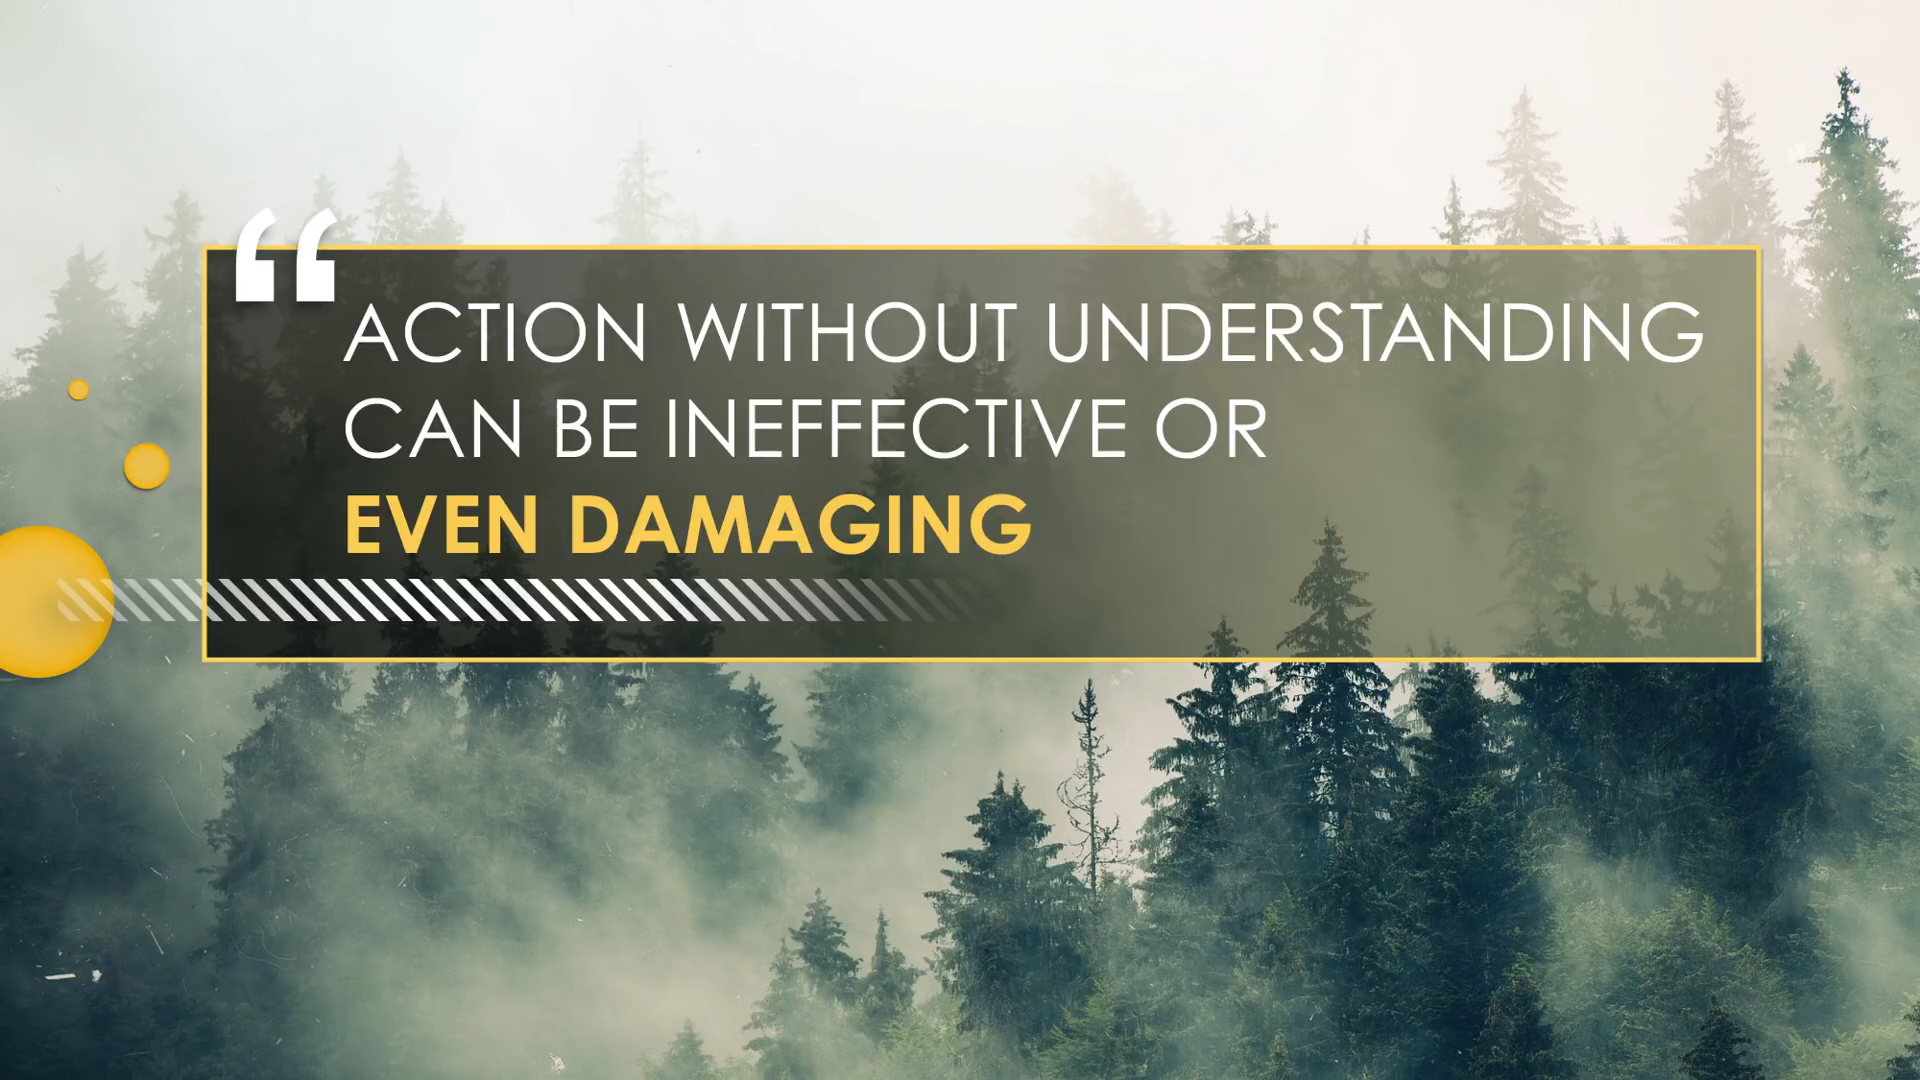 “ACTION WITHOUT UNDERSTANDING
CAN BE INEFFECTIVE OR
EVEN DAMAGING